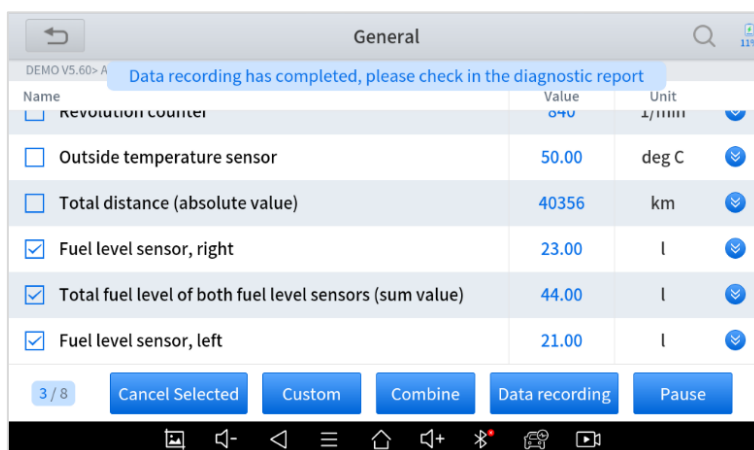 General
11%
DEMO V5.60> A
Data recording has completed, please check in the diagnostic report
Name Value Unit
Revolution counter 840 1/min
Outside temperature sensor 50.00 deg C
Total distance (absolute value) 40356 km
Fuel level sensor, right 23.00 l
Total fuel level of both fuel level sensors (sum value) 44.00 l
Fuel level sensor, left 21.00 l
3 / 8 Cancel Selected Custom Combine Data recording Pause